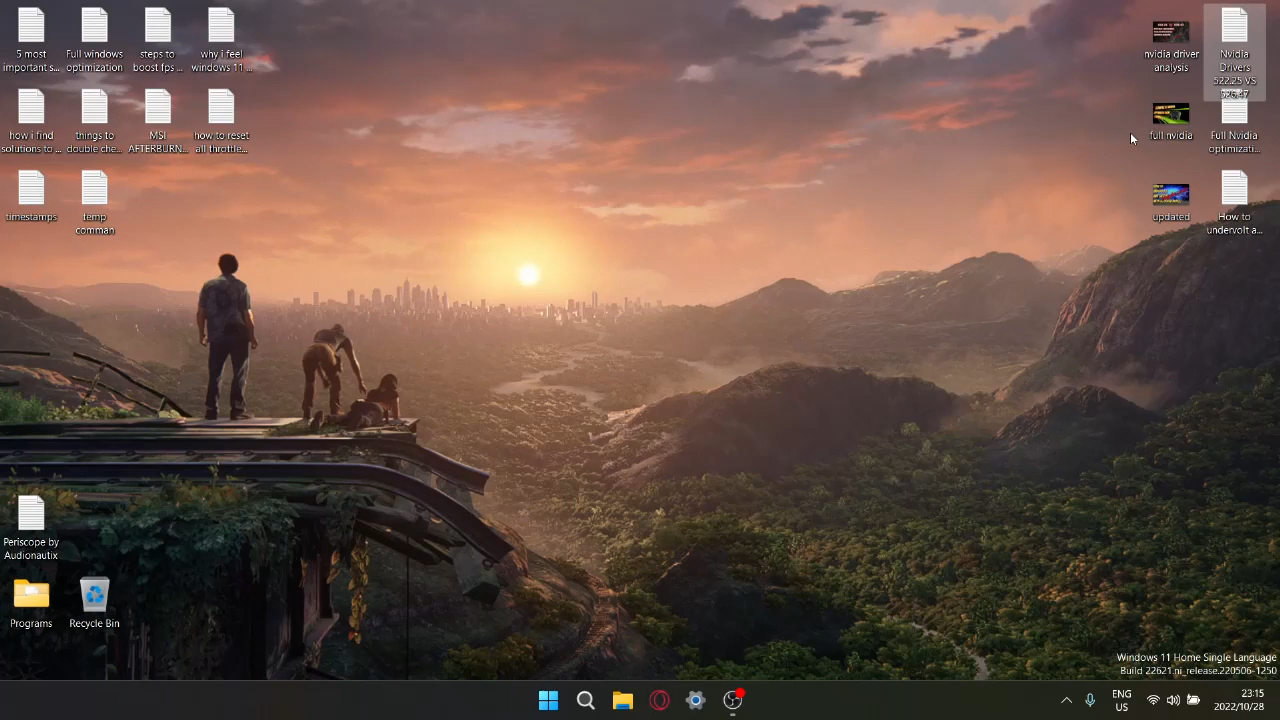 5 most
important s...
Full windows
optimization
steps to
boost fps ...
why i feel
windows 11 ...
how i find
solutions to ...
things to
double che...
MSI
AFTERBURN...
how to reset
all throttle...
timestamps
temp
comman
nvidia driver
analysis
Nvidia
Drivers
522.25 VS
526.47
full nvidia
Full Nvidia
optimizati...
updated
How to
undervolt a...
Periscope by
Audionautix
Programs
Recycle Bin
Windows 11 Home Single Language
Build 22621.ni_release.220506-1250
ENG
US
23:15
2022/10/28